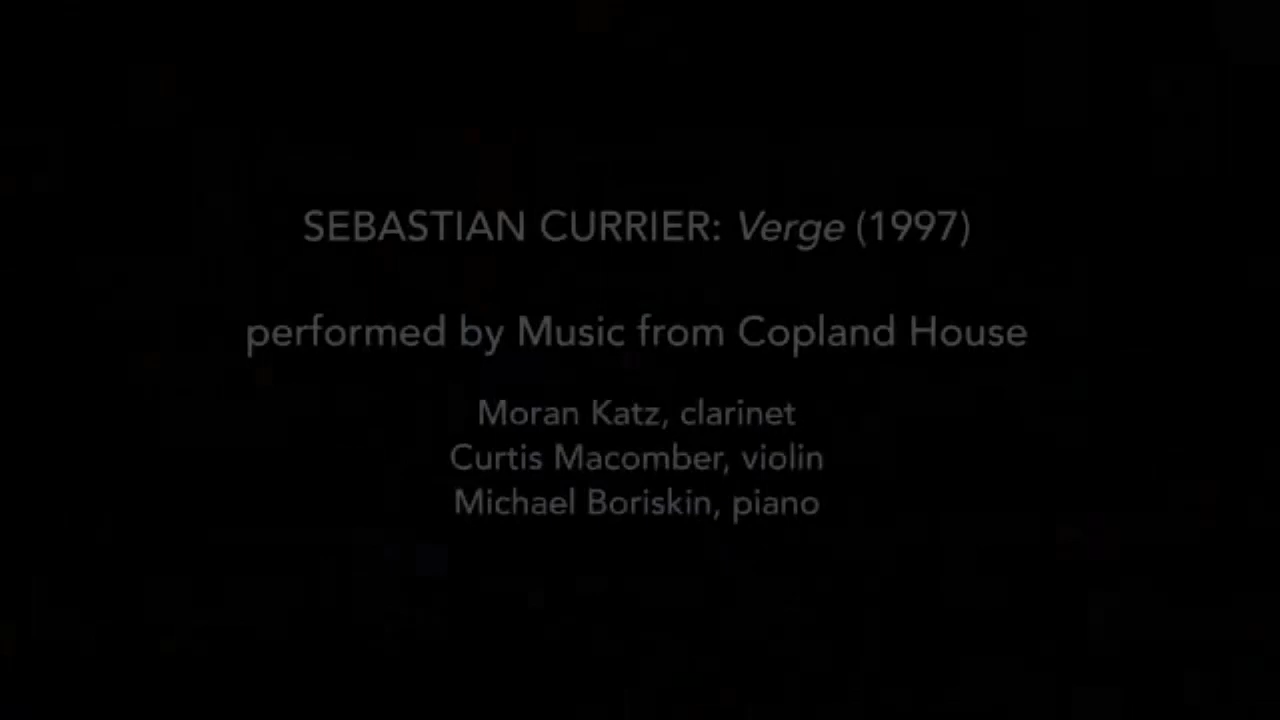 SEBASTIAN CURRIER: Verge (1997)
performed by Music from Copland House
Moran Katz, clarinet
Curtis Macomber, violin
Michael Boriskin, piano